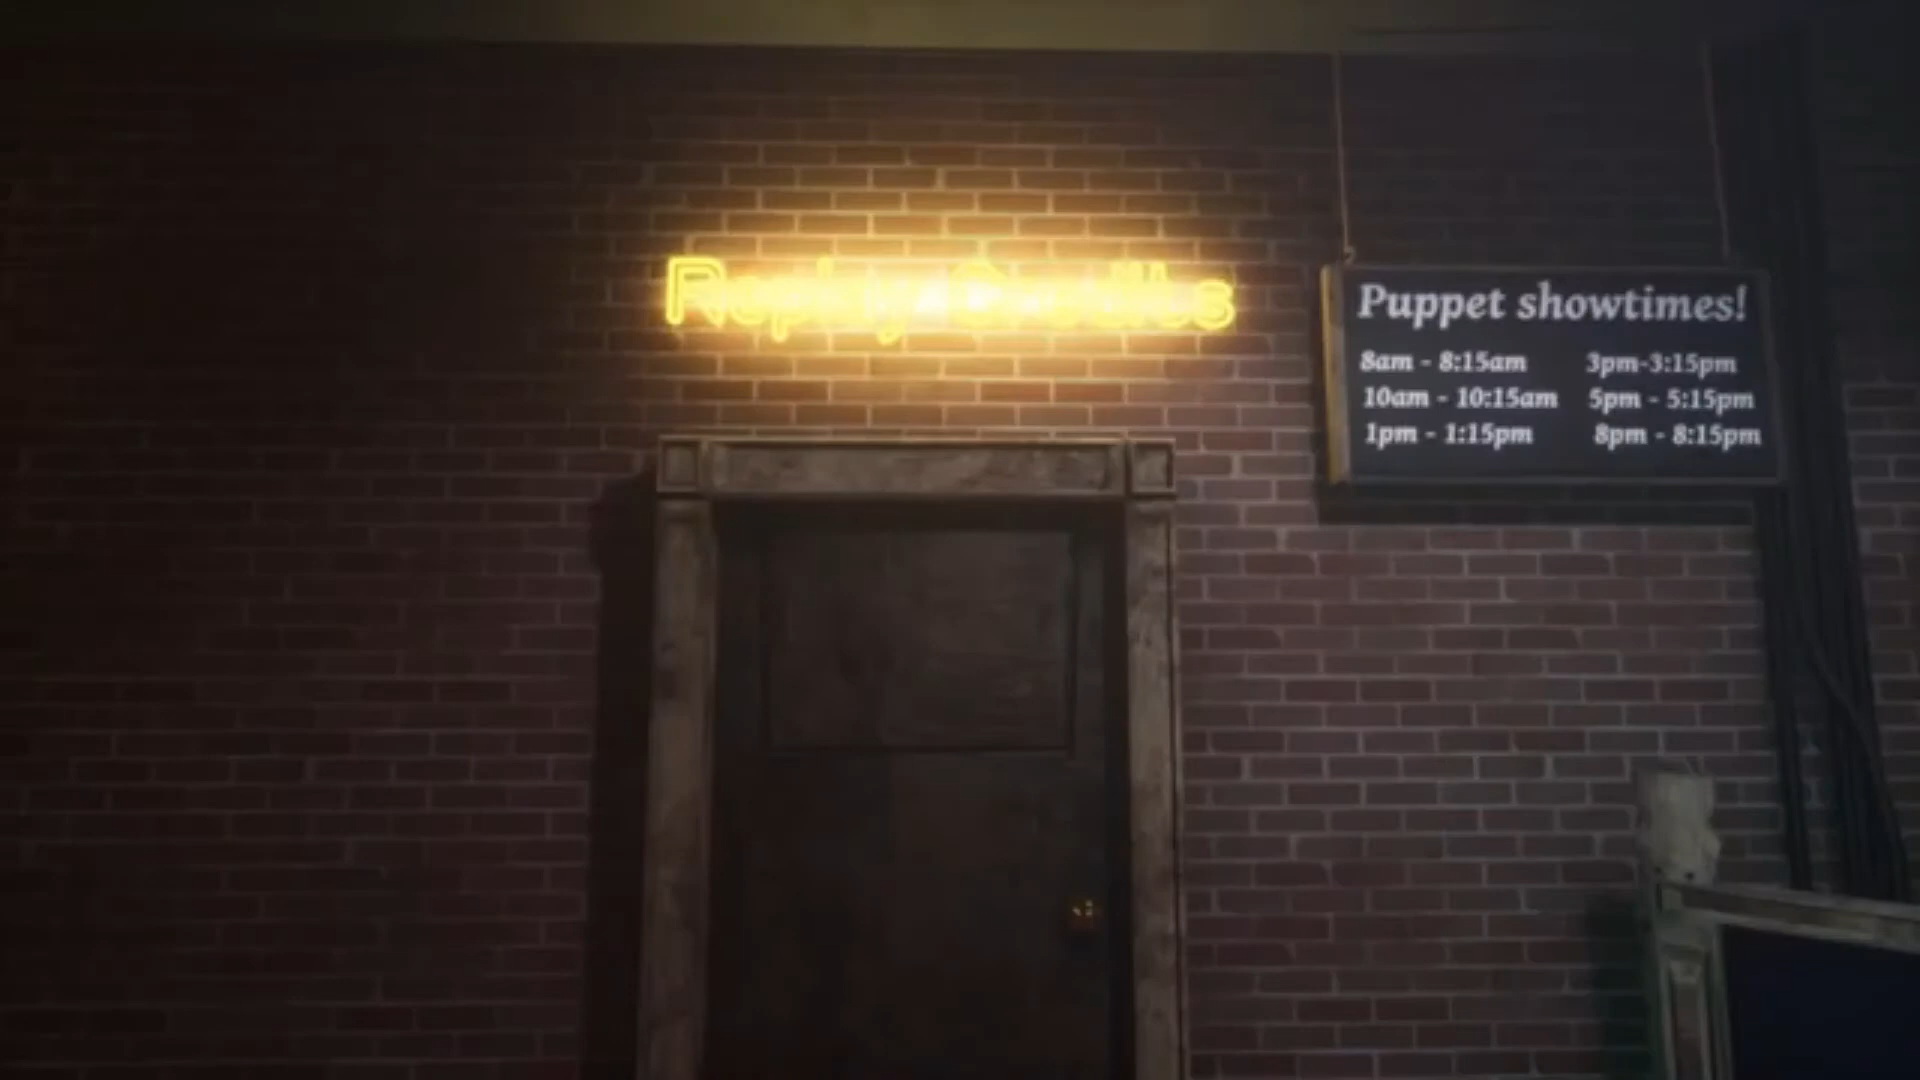 Puppet showtimes!
8am - 8:15am
10am - 10:15am
1pm - 1:15pm
3pm-3:15pm
5pm - 5:15pm
8pm - 8:15pm